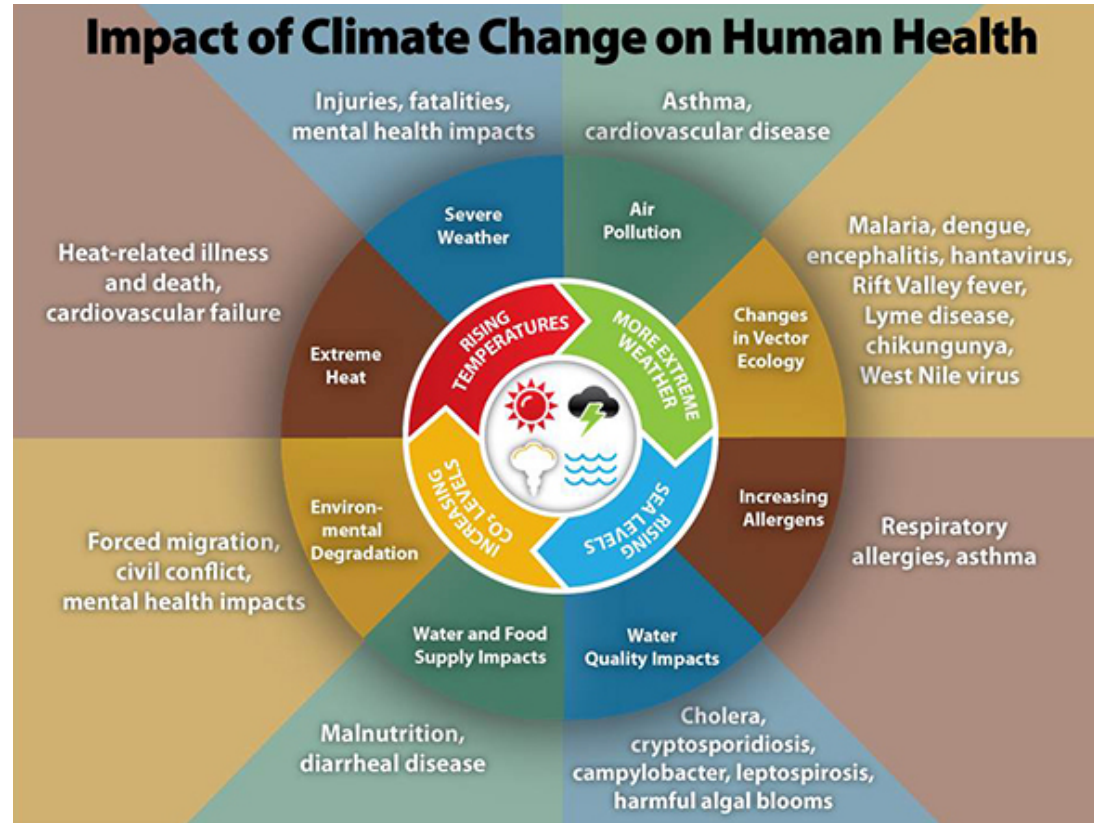 Impact of Climate Change on Human Health
Injuries, fatalities,
mental health impacts
Asthma,
cardiovascular disease
Severe
Weather
Air
Pollution
Heat-related illness
and death,
cardiovascular failure
Malaria, dengue,
encephalitis, hantavirus,
Rift Valley fever,
Lyme disease,
chikungunya,
West Nile virus
Extreme
Heat
Changes
in Vector
Ecology
RISING
TEMPERATURES
MORE EXTREME
WEATHER
INCREASING
CO₂ LEVELS
RISING
SEA LEVELS
Environ-
mental
Degradation
Increasing
Allergens
Forced migration,
civil conflict,
mental health impacts
Respiratory
allergies, asthma
Water and Food
Supply Impacts
Water
Quality Impacts
Malnutrition,
diarrheal disease
Cholera,
cryptosporidiosis,
campylobacter, leptospirosis,
harmful algal blooms